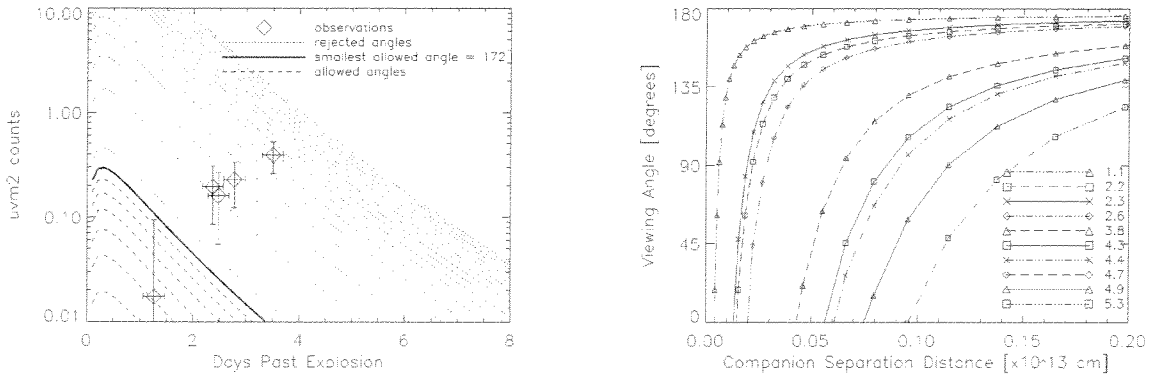 10.00
1.00
0.10
0.01
uvm2 counts
observations
rejected angles
smallest allowed angle = 172
allowed angles
0 2 4 6 8
Days Past Explosion
180
135
90
45
0
Viewing Angle [degrees]
1.1
2.2
2.3
2.6
3.8
4.3
4.4
4.7
4.9
5.3
0.00 0.05 0.10 0.15 0.20
Companion Separation Distance [×10^13 cm]